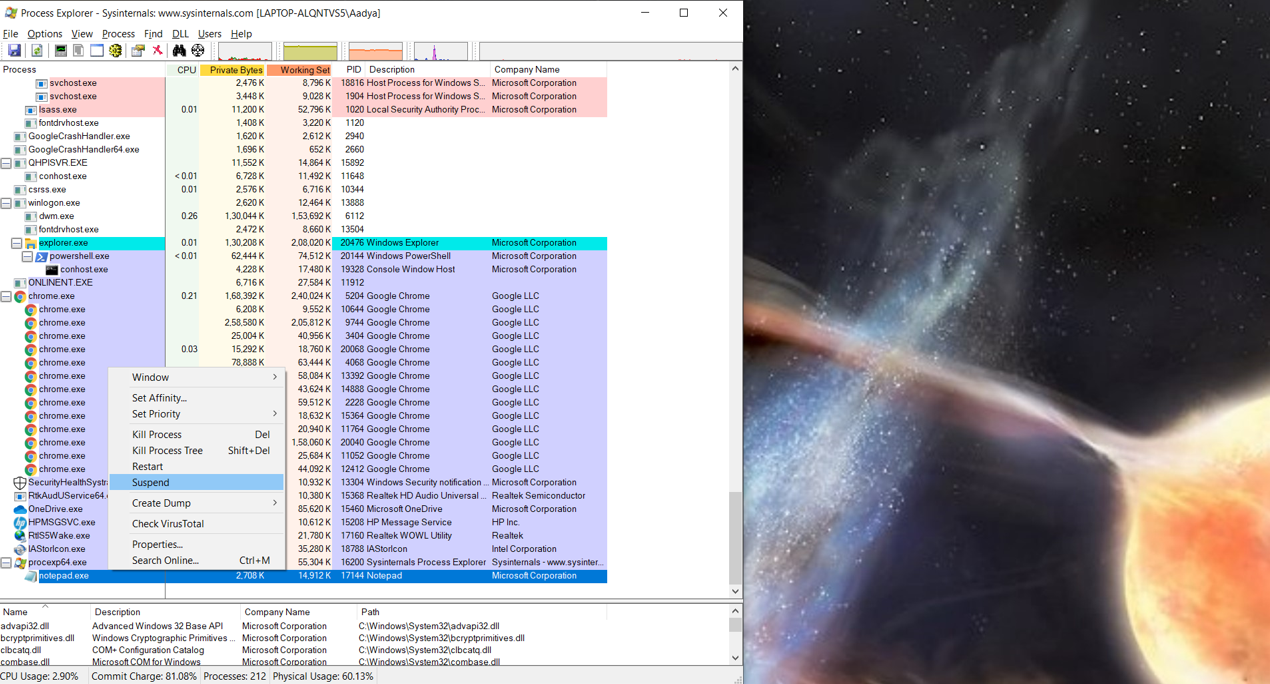 Process Explorer - Sysinternals: www.sysinternals.com [LAPTOP-ALQNTVS5\Aadya]
File Options View Process Find DLL Users Help
Process CPU Private Bytes Working Set PID Description Company Name
svchost.exe 2,476 K 8,796 K 18816 Host Process for Windows S... Microsoft Corporation
svchost.exe 3,448 K 9,028 K 1904 Host Process for Windows S... Microsoft Corporation
lsass.exe 0.01 11,200 K 52,796 K 1020 Local Security Authority Proc... Microsoft Corporation
fontdrvhost.exe 1,408 K 3,220 K 1120
GoogleCrashHandler.exe 1,620 K 2,612 K 2940
GoogleCrashHandler64.exe 1,696 K 652 K 2660
QHPISVR.EXE 11,552 K 14,864 K 15892
conhost.exe < 0.01 6,728 K 11,492 K 11648
csrss.exe 0.01 2,576 K 6,716 K 10344
winlogon.exe 2,620 K 12,464 K 13888
dwm.exe 0.26 1,30,044 K 1,53,692 K 6112
fontdrvhost.exe 2,472 K 8,660 K 13504
explorer.exe 0.01 1,30,208 K 2,08,020 K 20476 Windows Explorer Microsoft Corporation
powershell.exe < 0.01 62,444 K 74,512 K 20144 Windows PowerShell Microsoft Corporation
conhost.exe 4,228 K 17,480 K 19328 Console Window Host Microsoft Corporation
ONLINENT.EXE 6,716 K 27,584 K 11912
chrome.exe 0.21 1,68,392 K 2,40,024 K 5204 Google Chrome Google LLC
chrome.exe 6,208 K 9,552 K 10644 Google Chrome Google LLC
chrome.exe 2,58,580 K 2,05,812 K 9744 Google Chrome Google LLC
chrome.exe 25,004 K 40,956 K 3404 Google Chrome Google LLC
chrome.exe 0.03 15,292 K 18,760 K 20068 Google Chrome Google LLC
chrome.exe 78,888 K 63,444 K 4068 Google Chrome Google LLC
chrome.exe 58,084 K 13392 Google Chrome Google LLC
chrome.exe 43,624 K 14888 Google Chrome Google LLC
chrome.exe 59,512 K 2228 Google Chrome Google LLC
chrome.exe 18,632 K 15364 Google Chrome Google LLC
chrome.exe 20,940 K 11764 Google Chrome Google LLC
chrome.exe 1,58,060 K 20040 Google Chrome Google LLC
chrome.exe 25,684 K 11052 Google Chrome Google LLC
chrome.exe 44,092 K 12412 Google Chrome Google LLC
SecurityHealthSystra 10,932 K 13304 Windows Security notification ... Microsoft Corporation
RtkAudUService64. 10,380 K 15368 Realtek HD Audio Universal ... Realtek Semiconductor
OneDrive.exe 85,620 K 15460 Microsoft OneDrive Microsoft Corporation
HPMSGSVC.exe 10,612 K 15208 HP Message Service HP Inc.
RtlS5Wake.exe 21,780 K 17160 Realtek WOWL Utility Realtek
IAStorIcon.exe 35,280 K 18788 IAStorIcon Intel Corporation
procexp64.exe 55,304 K 16200 Sysinternals Process Explorer Sysinternals - www.sysinter...
notepad.exe 2,708 K 14,912 K 17144 Notepad Microsoft Corporation
Window
Set Affinity...
Set Priority
Kill Process Del
Kill Process Tree Shift+Del
Restart
Suspend
Create Dump
Check VirusTotal
Properties...
Search Online... Ctrl+M
Name Description Company Name Path
advapi32.dll Advanced Windows 32 Base API Microsoft Corporation C:\Windows\System32\advapi32.dll
bcryptprimitives.dll Windows Cryptographic Primitives ... Microsoft Corporation C:\Windows\System32\bcryptprimitives.dll
clbcatq.dll COM+ Configuration Catalog Microsoft Corporation C:\Windows\System32\clbcatq.dll
combase.dll Microsoft COM for Windows Microsoft Corporation C:\Windows\System32\combase.dll
CPU Usage: 2.90% Commit Charge: 81.08% Processes: 212 Physical Usage: 60.13%